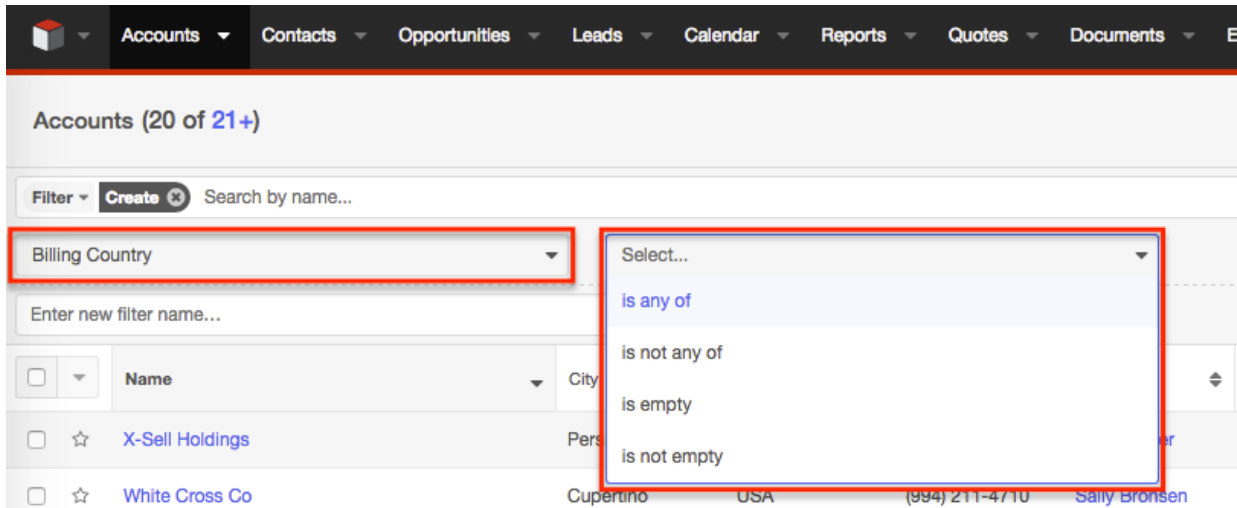 Accounts Contacts Opportunities Leads Calendar Reports Quotes Documents
Accounts (20 of 21+)
Filter Create Search by name...
Billing Country Select...
is any of
Enter new filter name...
is not any of
Name City
is empty
X-Sell Holdings
is not empty
White Cross Co Cupertino USA (994) 211-4710 Sally Bronsen